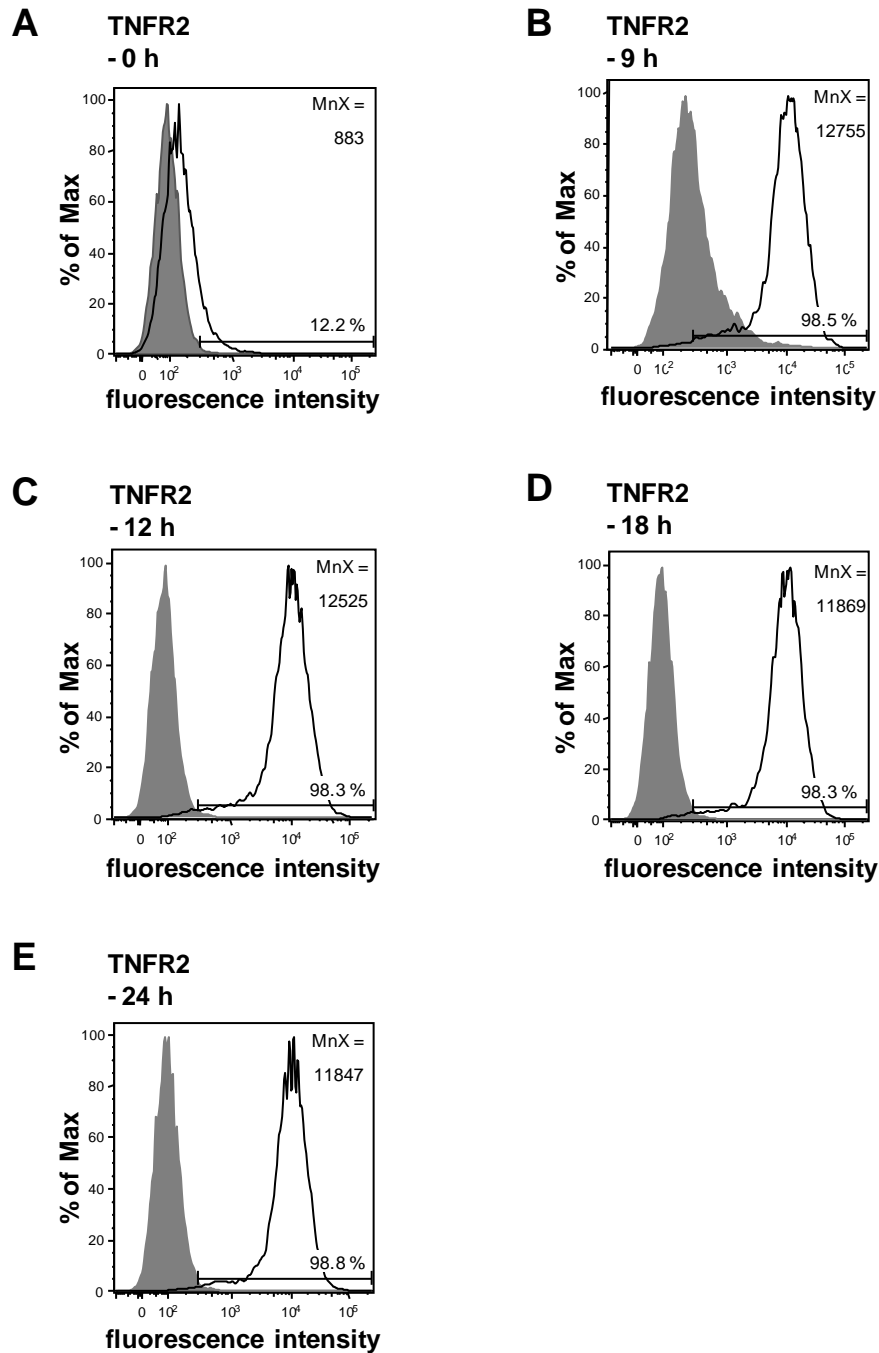 A
TNFR2
- 0 h
MnX =
883
100
80
60
40
20
0
% of Max
12.2 %
0 10² 10³ 10⁴ 10⁵
fluorescence intensity
B
TNFR2
- 9 h
MnX =
12755
100
80
60
40
20
0
% of Max
98.5 %
0 10² 10³ 10⁴ 10⁵
fluorescence intensity
C
TNFR2
- 12 h
MnX =
12525
100
80
60
40
20
0
% of Max
98.3 %
0 10² 10³ 10⁴ 10⁵
fluorescence intensity
D
TNFR2
- 18 h
MnX =
11869
100
80
60
40
20
0
% of Max
98.3 %
0 10² 10³ 10⁴ 10⁵
fluorescence intensity
E
TNFR2
- 24 h
MnX =
11847
100
80
60
40
20
0
% of Max
98.8 %
0 10² 10³ 10⁴ 10⁵
fluorescence intensity